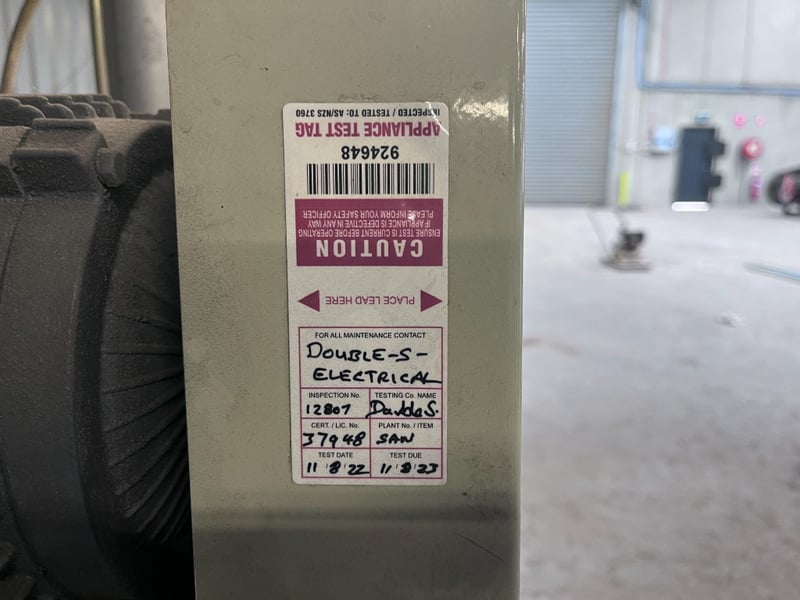 INSPECTED / TESTED TO: AS/NZS 3760
APPLIANCE TEST TAG
924648
CAUTION
ENSURE TEST IS CURRENT BEFORE OPERATING
IF APPLIANCE IS DEFECTIVE IN ANY WAY
PLEASE INFORM YOUR SAFETY OFFICER
PLACE LEAD HERE
FOR ALL MAINTENANCE CONTACT
DOUBLE-S-
ELECTRICAL
INSPECTION No. TESTING Co. NAME
12807 Double S.
CERT. / LIC. No. PLANT No. / ITEM
37948 SAW
TEST DATE TEST DUE
11/8/22 11/8/23